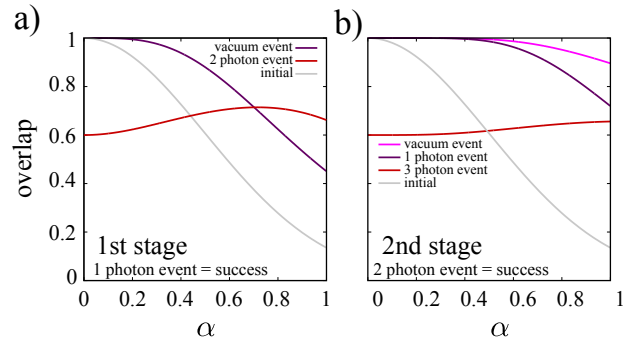 a)
1
0.8
0.6
0.4
0.2
0
overlap
vacuum event
2 photon event
initial
1st stage
1 photon event = success
0 0.2 0.4 0.6 0.8 1
α
b)
vacuum event
1 photon event
3 photon event
initial
2nd stage
2 photon event = success
0 0.2 0.4 0.6 0.8 1
α